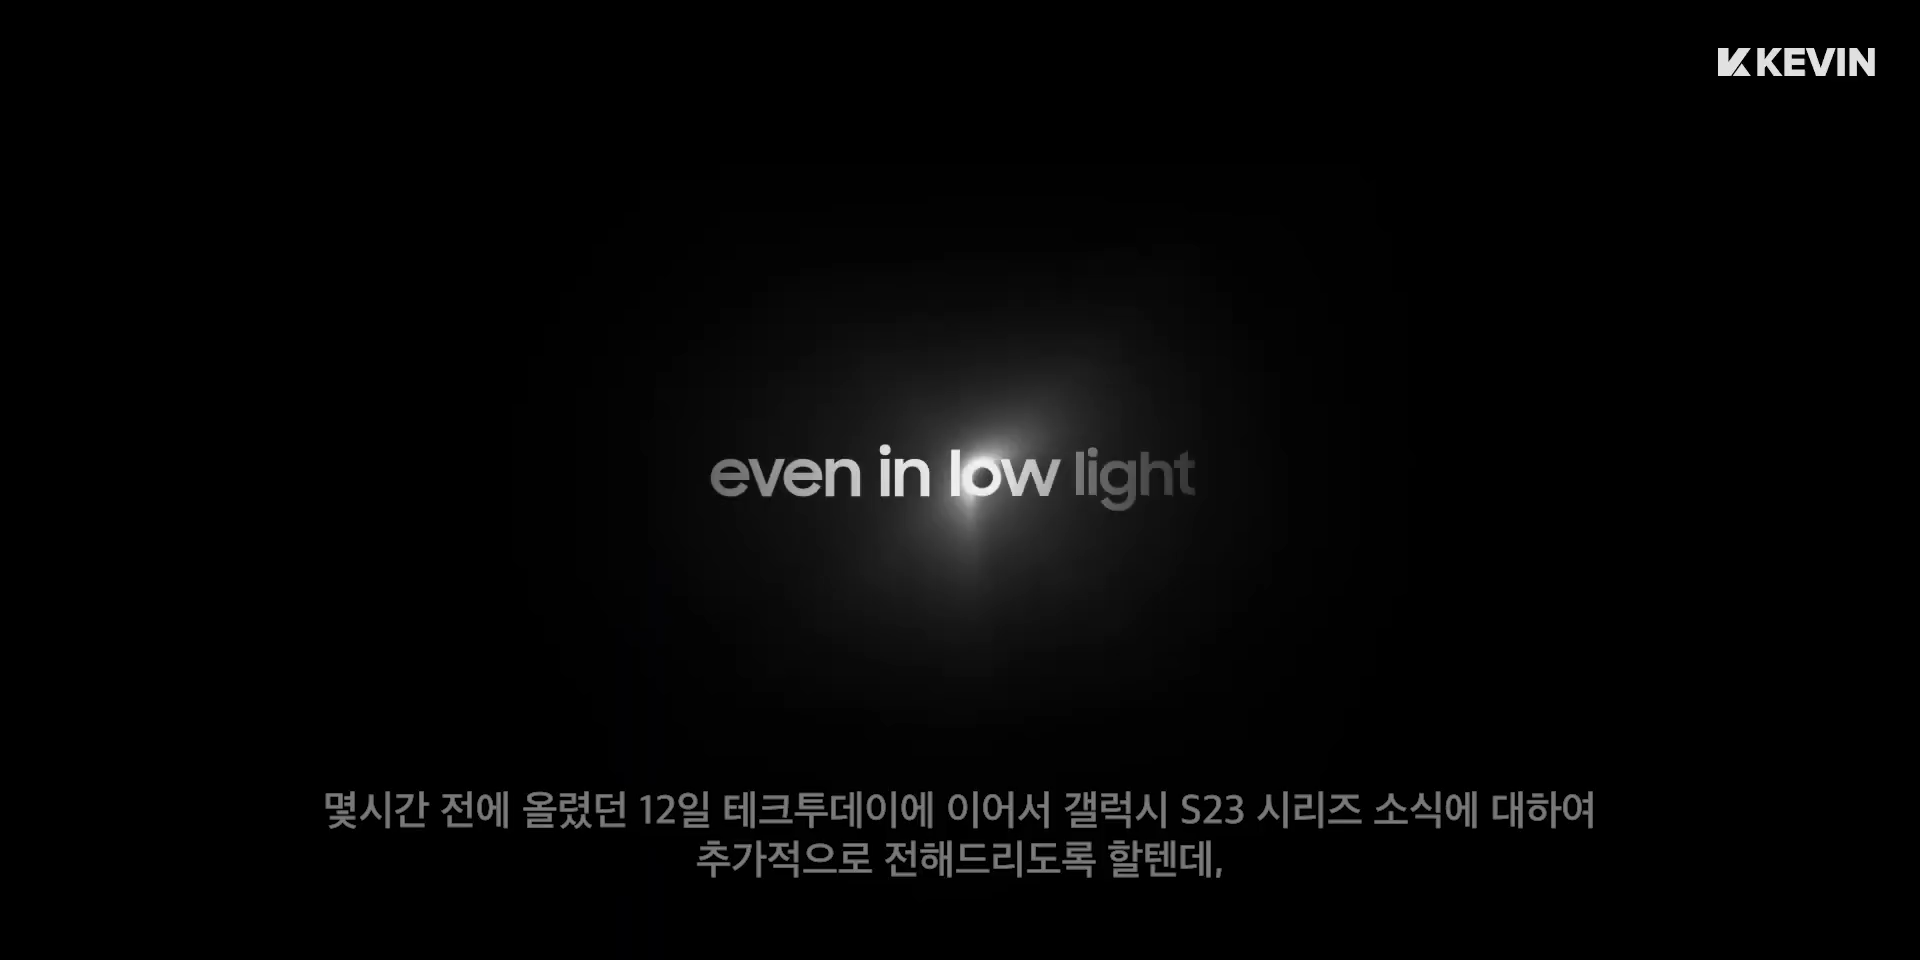 KEVIN
even in low light
몇시간 전에 올렸던 12일 테크투데이에 이어서 갤럭시 S23 시리즈 소식에 대하여
추가적으로 전해드리도록 할텐데,